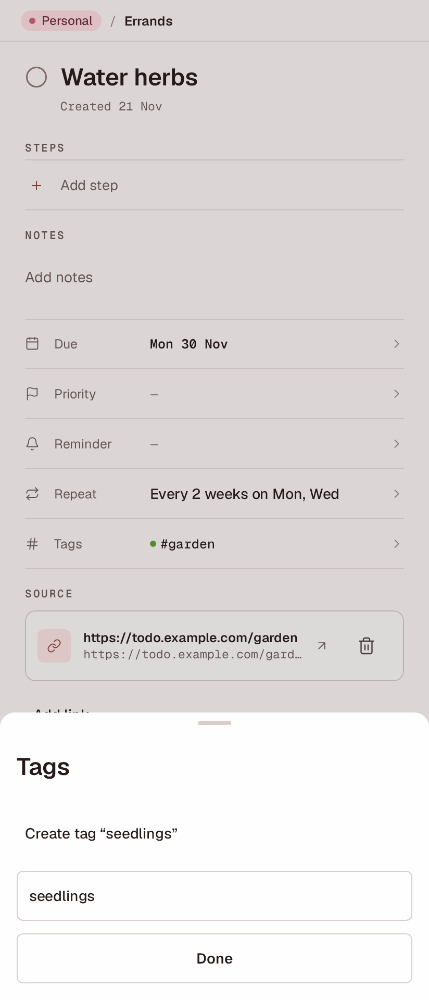 Personal / Errands
Water herbs
Created 21 Nov
STEPS
+ Add step
NOTES
Add notes
Due Mon 30 Nov
Priority –
Reminder –
Repeat Every 2 weeks on Mon, Wed
Tags #garden
SOURCE
https://todo.example.com/garden
https://todo.example.com/gard…
Add link
Tags
Create tag “seedlings”
seedlings
Done